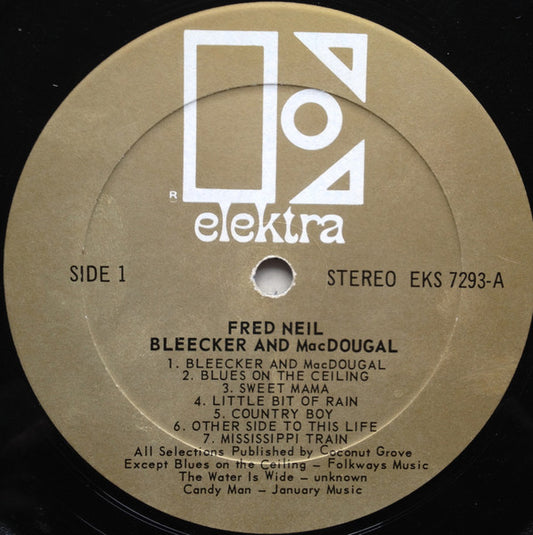 R
elektra
SIDE 1
STEREO EKS 7293-A
FRED NEIL
BLEECKER AND MacDOUGAL
1. BLEECKER AND MacDOUGAL
2. BLUES ON THE CEILING
3. SWEET MAMA
4. LITTLE BIT OF RAIN
5. COUNTRY BOY
6. OTHER SIDE TO THIS LIFE
7. MISSISSIPPI TRAIN
All Selections Published by Coconut Grove
Except Blues on the Ceiling – Folkways Music
The Water Is Wide – unknown
Candy Man – January Music